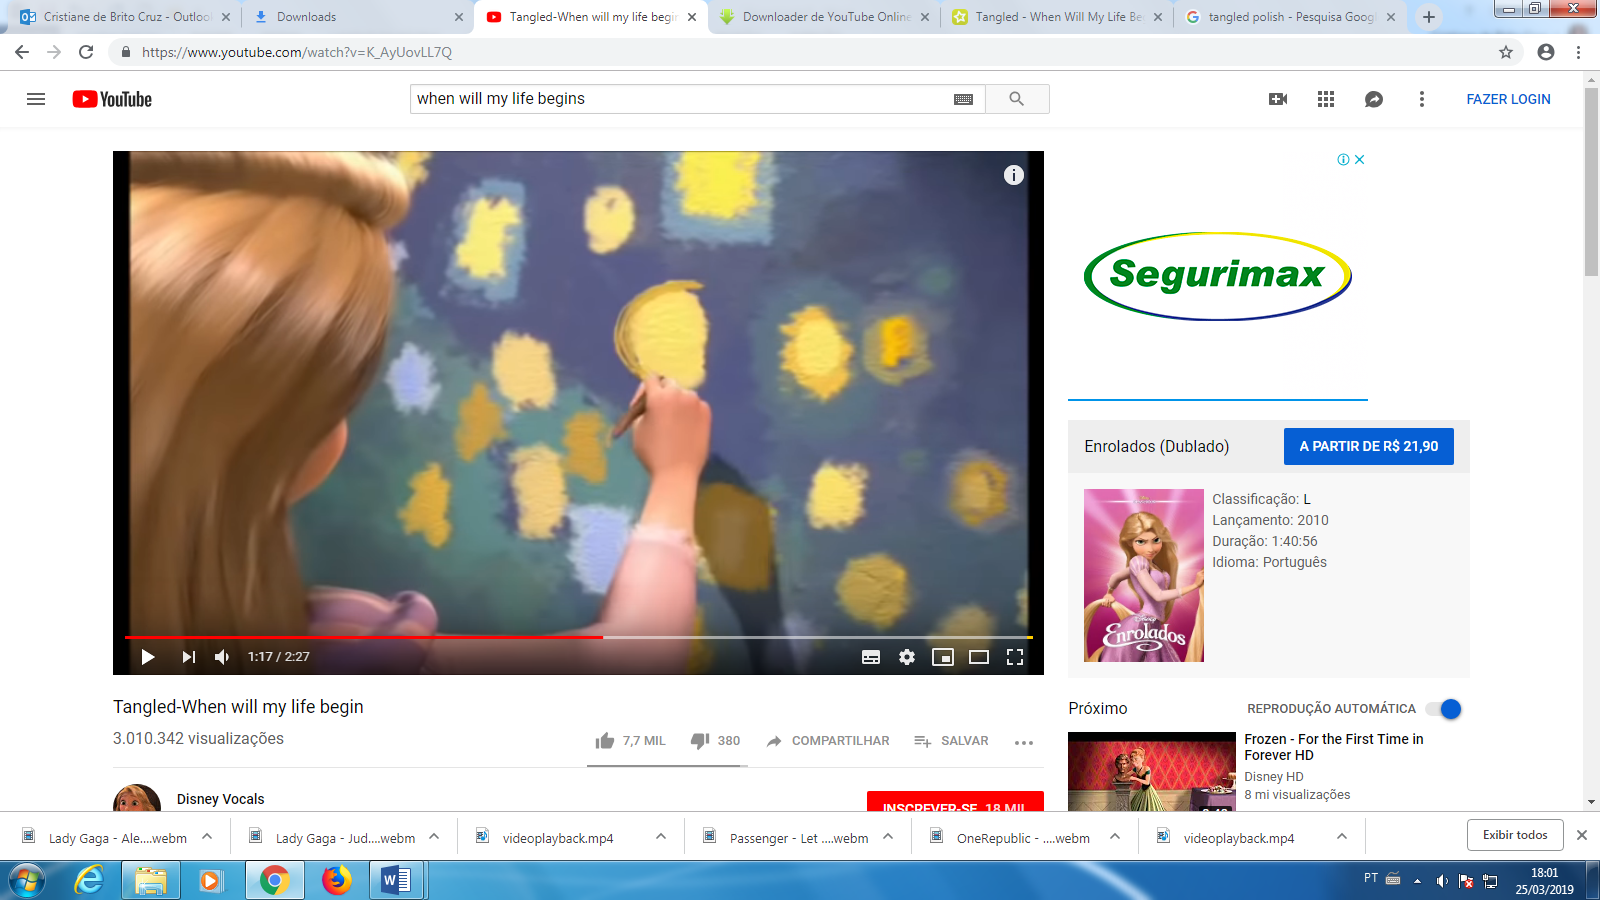 Cristiane de Brito Cruz - Outloo
Downloads
Tangled-When will my life begi
Downloader de YouTube Online
Tangled - When Will My Life Be
tangled polish - Pesquisa Goog
https://www.youtube.com/watch?v=K_AyUovLL7Q
YouTube
when will my life begins
FAZER LOGIN
Segurimax
Enrolados (Dublado)
A PARTIR DE R$ 21,90
Classificação: L
Lançamento: 2010
Duração: 1:40:56
Idioma: Português
Disney
Enrolados
1:17 / 2:27
Tangled-When will my life begin
3.010.342 visualizações
7,7 MIL
380
COMPARTILHAR
SALVAR
Próximo
REPRODUÇÃO AUTOMÁTICA
Frozen - For the First Time in
Forever HD
Disney HD
8 mi visualizações
Disney Vocals
INSCREVER-SE 18 MIL
Lady Gaga - Ale....webm
Lady Gaga - Jud....webm
videoplayback.mp4
Passenger - Let ....webm
OneRepublic - ....webm
videoplayback.mp4
Exibir todos
PT
18:01
25/03/2019